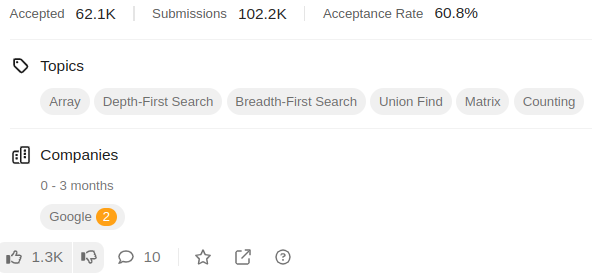 Accepted 62.1K Submissions 102.2K Acceptance Rate 60.8%
Topics
Array Depth-First Search Breadth-First Search Union Find Matrix Counting
Companies
0 - 3 months
Google 2
1.3K 10